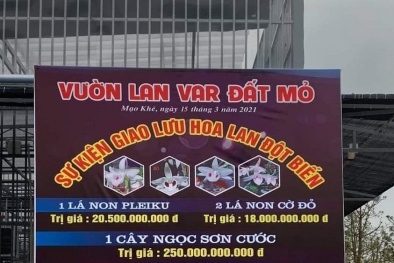 VƯỜN LAN VAR ĐẤT MỎ
Mạo Khê, ngày 15 tháng 3 năm 2021
SỰ KIỆN GIAO LƯU HOA LAN ĐỘT BIẾN
1 LÁ NON PLEIKU
Trị giá : 20.500.000.000 đ
2 LÁ NON CỜ ĐỎ
Trị giá : 18.000.000.000 đ
1 CÂY NGỌC SƠN CƯỚC
Trị giá : 250.000.000.000 đ